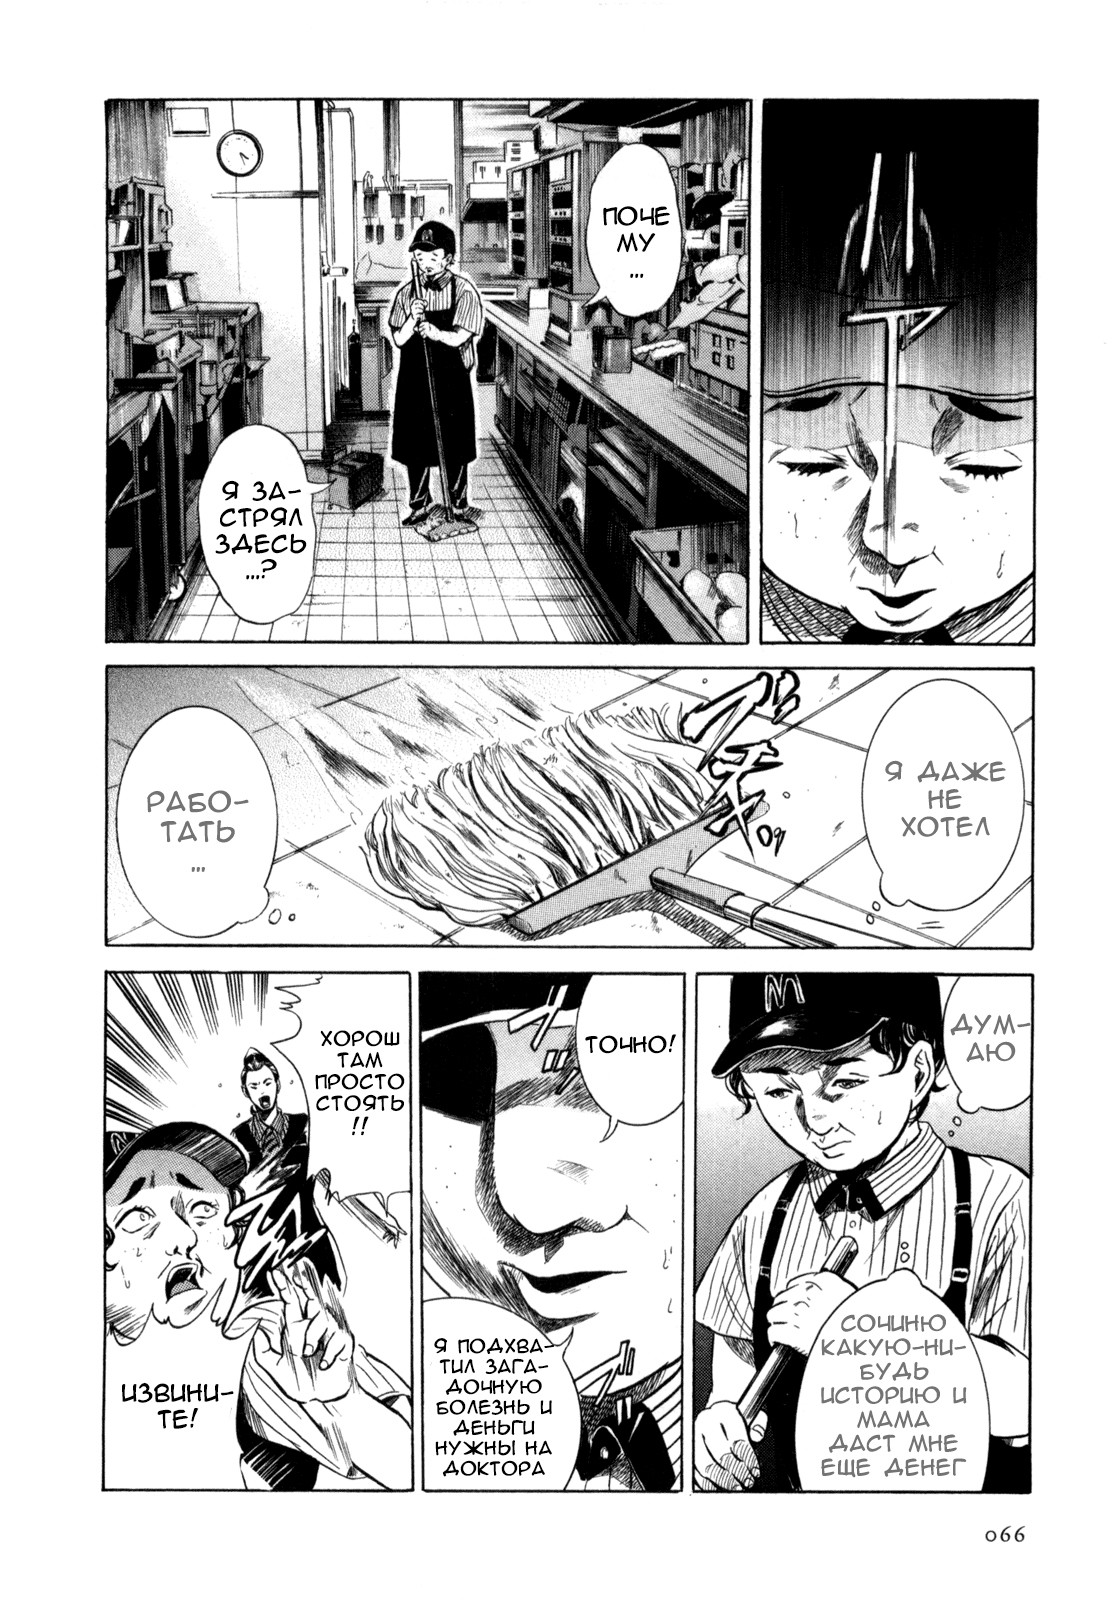 ПОЧЕ
МУ
...
Я ЗА-
СТРЯЛ
ЗДЕСЬ
....?
Я ДАЖЕ
НЕ
ХОТЕЛ
РАБО-
ТАТЬ
...
ДУМ-
АЮ
СОЧИНЮ
КАКУЮ-НИ-
БУДЬ
ИСТОРИЮ И
МАМА
ДАСТ МНЕ
ЕЩЕ ДЕНЕГ
ТОЧНО!
Я ПОДХВА-
ТИЛ ЗАГА-
ДОЧНУЮ
БОЛЕЗНЬ И
ДЕНЬГИ
НУЖНЫ НА
ДОКТОРА
ХОРОШ
ТАМ
ПРОСТО
СТОЯТЬ
!!
ИЗВИНИ-
ТЕ!
066